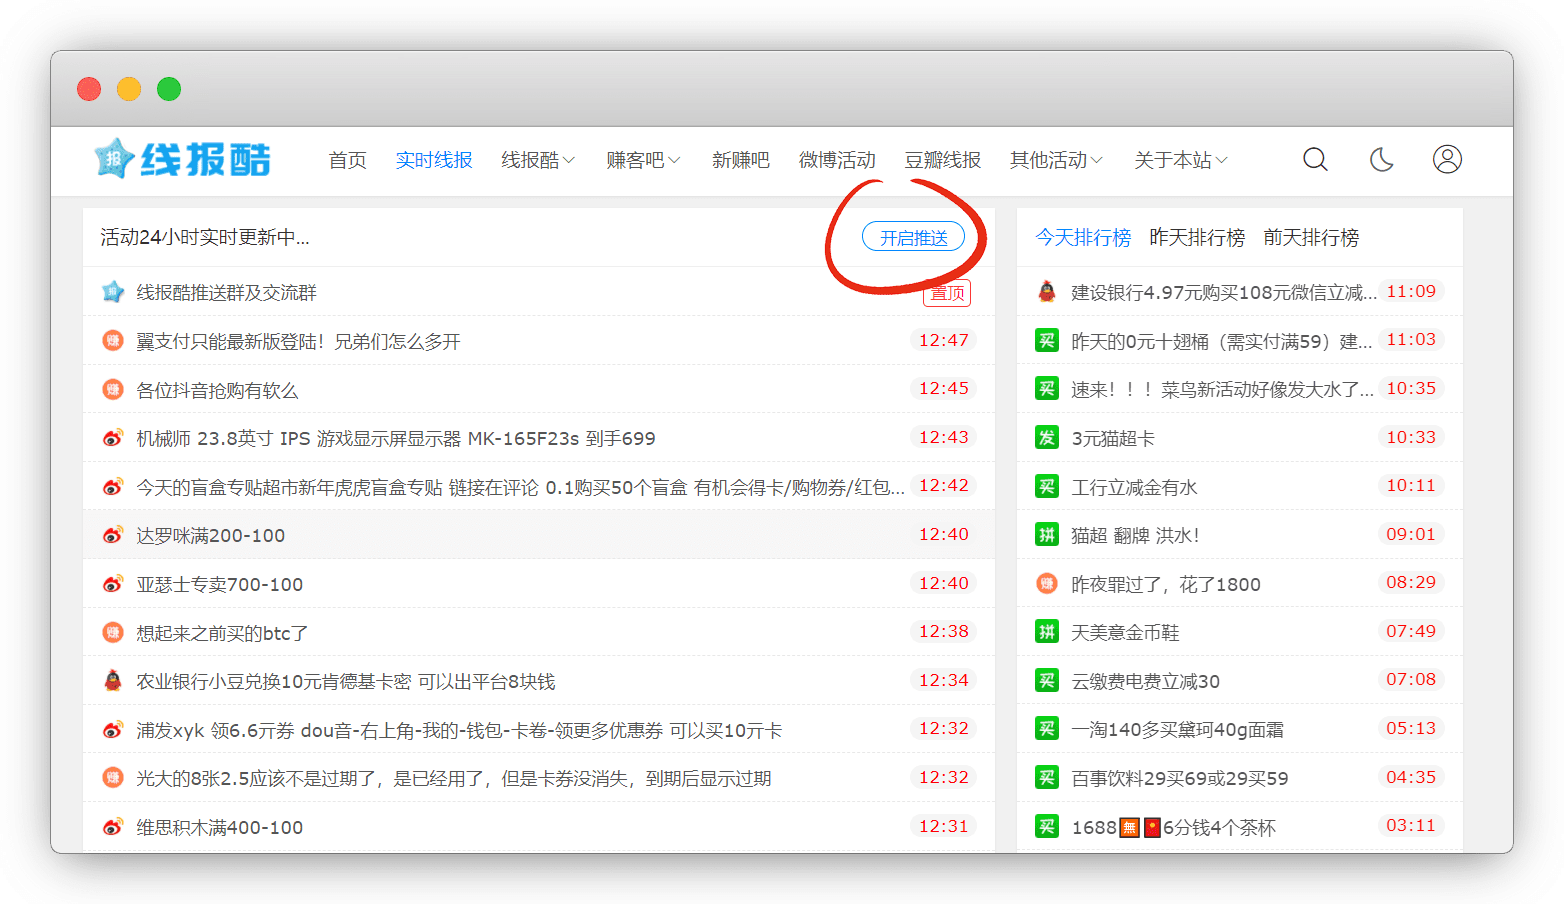 报 线报酷 首页 实时线报 线报酷 赚客吧 新赚吧 微博活动 豆瓣线报 其他活动 关于本站
活动24小时实时更新中... 开启推送
报 线报酷推送群及交流群 置顶
赚 翼支付只能最新版登陆！兄弟们怎么多开 12:47
赚 各位抖音抢购有软么 12:45
机械师 23.8英寸 IPS 游戏显示屏显示器 MK-165F23s 到手699 12:43
今天的盲盒专贴超市新年虎虎盲盒专贴 链接在评论 0.1购买50个盲盒 有机会得卡/购物券/红包... 12:42
达罗咪满200-100 12:40
亚瑟士专卖700-100 12:40
赚 想起来之前买的btc了 12:38
农业银行小豆兑换10元肯德基卡密 可以出平台8块钱 12:34
浦发xyk 领6.6亓券 dou音-右上角-我的-钱包-卡卷-领更多优惠券 可以买10亓卡 12:32
赚 光大的8张2.5应该不是过期了，是已经用了，但是卡券没消失，到期后显示过期 12:32
维思积木满400-100 12:31
今天排行榜 昨天排行榜 前天排行榜
建设银行4.97元购买108元微信立减... 11:09
买 昨天的0元十翅桶（需实付满59）建... 11:03
买 速来！！！菜鸟新活动好像发大水了... 10:35
发 3元猫超卡 10:33
买 工行立减金有水 10:11
拼 猫超 翻牌 洪水！ 09:01
赚 昨夜罪过了，花了1800 08:29
拼 天美意金币鞋 07:49
买 云缴费电费立减30 07:08
买 一淘140多买黛珂40g面霜 05:13
买 百事饮料29买69或29买59 04:35
买 1688🈚🧧6分钱4个茶杯 03:11